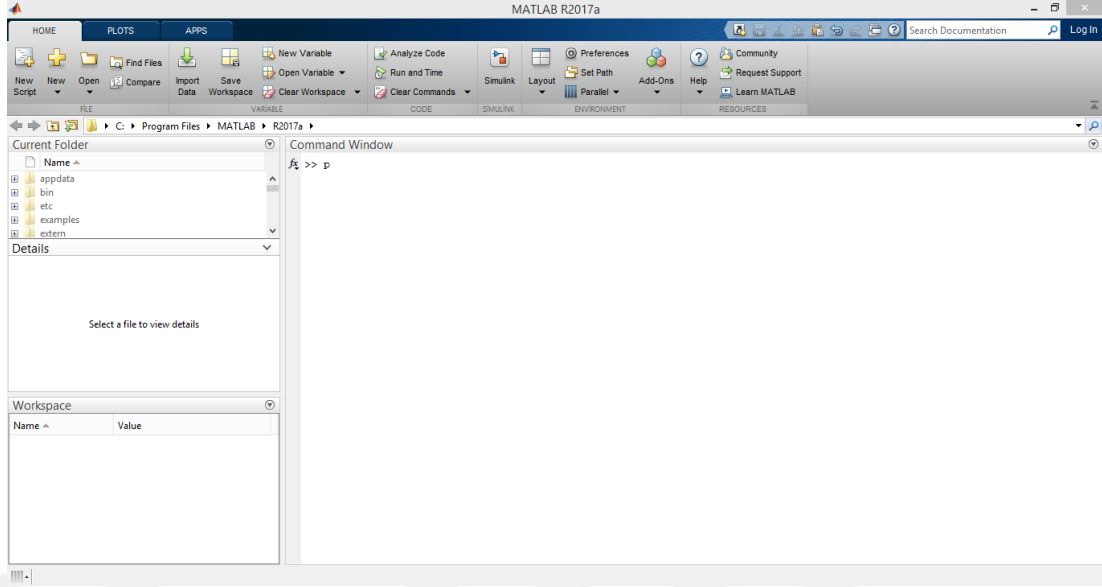 MATLAB R2017a
HOME PLOTS APPS
Search Documentation
Log In
New Script
New
Open
Find Files
Compare
FILE
Import Data
Save Workspace
New Variable
Open Variable
Clear Workspace
VARIABLE
Analyze Code
Run and Time
Clear Commands
CODE
Simulink
SIMULINK
Layout
Preferences
Set Path
Parallel
Add-Ons
ENVIRONMENT
Help
Community
Request Support
Learn MATLAB
RESOURCES
C: Program Files MATLAB R2017a
Current Folder
Name
appdata
bin
etc
examples
extern
Details
Select a file to view details
Workspace
Name Value
Command Window
fx >> p